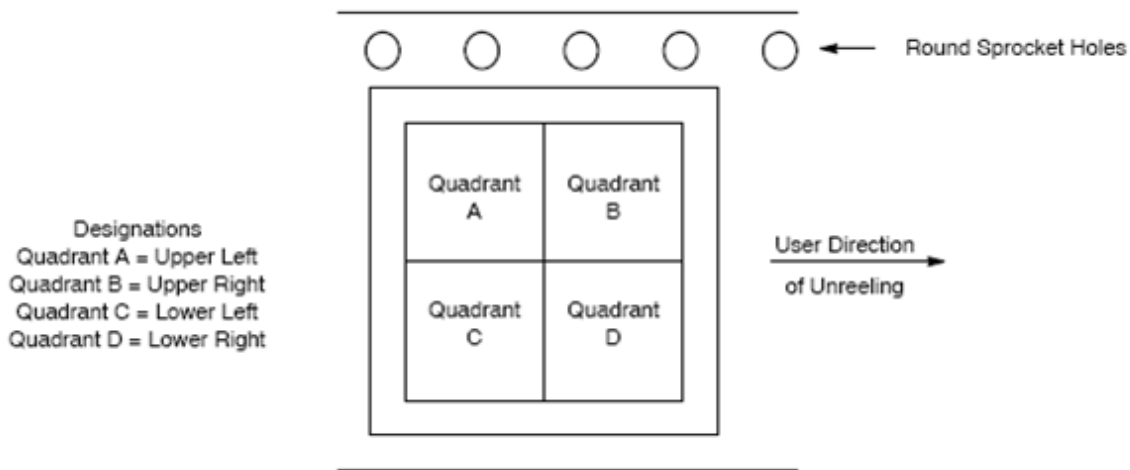 Round Sprocket Holes
Quadrant
A
Quadrant
B
Designations
Quadrant A = Upper Left
Quadrant B = Upper Right
Quadrant C = Lower Left
Quadrant D = Lower Right
User Direction
of Unreeling
Quadrant
C
Quadrant
D